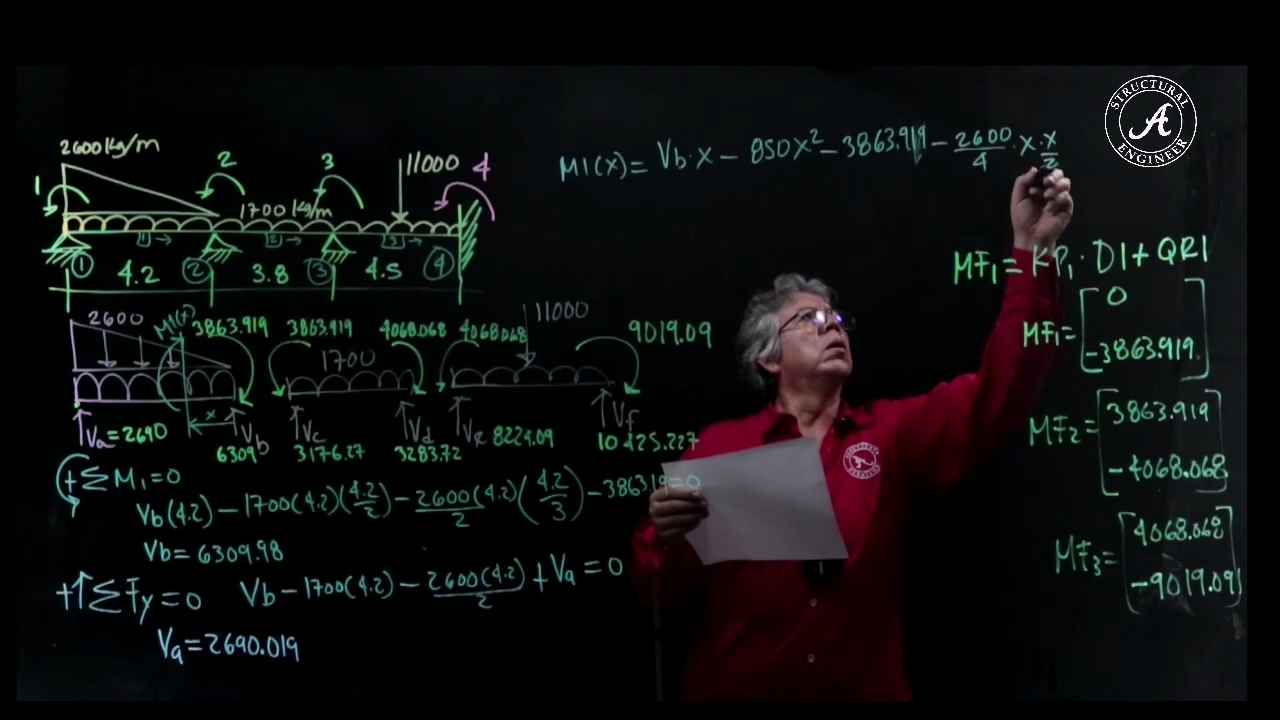 STRUCTURAL
A
ENGINEER
2600 Kg/m
1 2 3 11000 4
1700 Kg/m
1 → 2 → 3 →
① 4.2 ② 3.8 ③ 4.5 ④
M1(x) = Vb·x − 850x² − 3863.919 − 2600/4 · x · x/2
MF₁ = KP₁ · D1 + QR1
MF₁ = [0
−3863.919]
MF₂ = [3863.919
−4068.068]
MF₃ = [4068.068
−9019.09]
2600 M1(x) 3863.919 3863.919 4068.068 4068.068 11000 9019.09
1700
x
Va=2690 Vb Vc Vd Ve 8224.09 Vf
6309 3176.27 3283.72 10425.227
+ΣM₁=0
Vb(4.2) − 1700(4.2)(4.2/2) − 2600(4.2)/2 (4.2/3) − 3863.19=0
Vb = 6309.98
+↑ΣFy=0 Vb − 1700(4.2) − 2600(4.2)/2 + Va = 0
Va = 2690.019